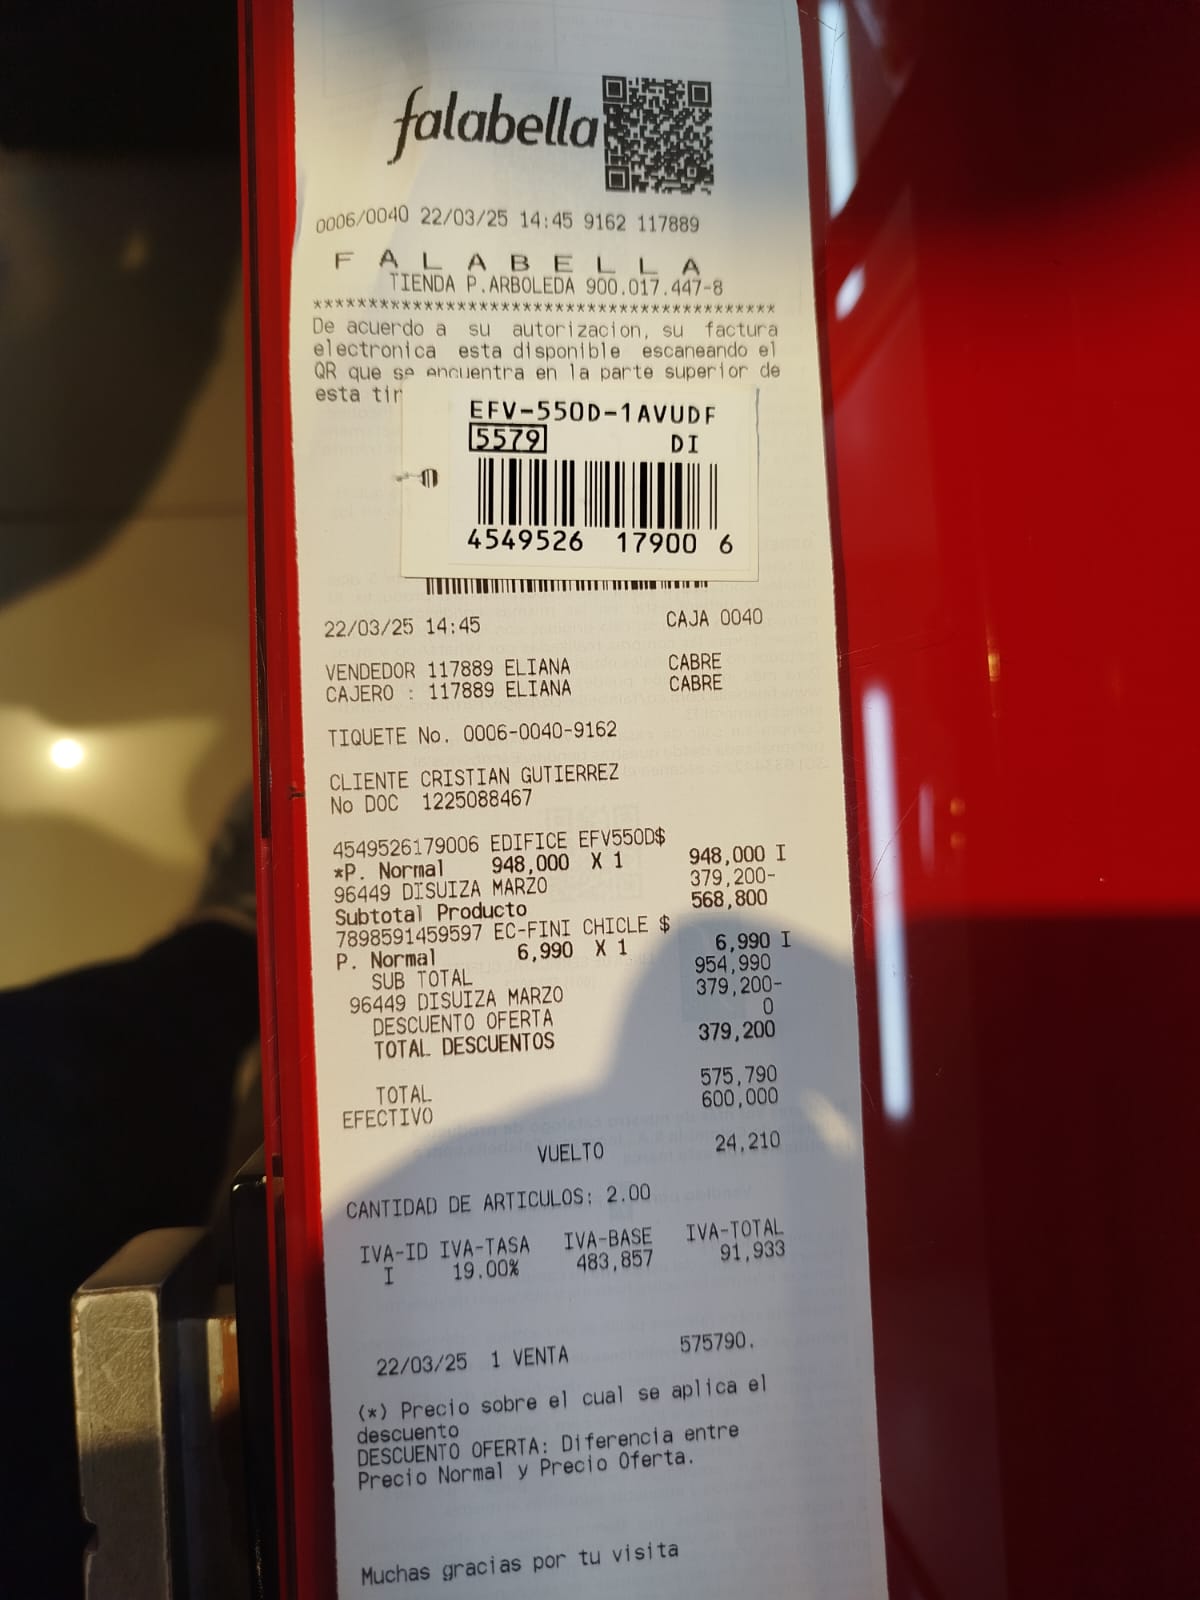 falabella
0006/0040 22/03/25 14:45 9162 117889
F A L A B E L L A
TIENDA P.ARBOLEDA 900.017.447-8
******************************************
De acuerdo a su autorizacion, su factura
electronica esta disponible escaneando el
QR que se encuentra en la parte superior de
esta tir
EFV-550D-1AVUDF
5579 DI
4549526 17900 6
22/03/25 14:45 CAJA 0040
VENDEDOR 117889 ELIANA CABRE
CAJERO : 117889 ELIANA CABRE
TIQUETE No. 0006-0040-9162
CLIENTE CRISTIAN GUTIERREZ
No DOC 1225088467
4549526179006 EDIFICE EFV550D$
*P. Normal 948,000 X 1 948,000 I
96449 DISUIZA MARZO 379,200-
Subtotal Producto 568,800
7898591459597 EC-FINI CHICLE $
P. Normal 6,990 X 1 6,990 I
SUB TOTAL 954,990
96449 DISUIZA MARZO 379,200-
DESCUENTO OFERTA 0
TOTAL DESCUENTOS 379,200
TOTAL 575,790
EFECTIVO 600,000
VUELTO 24,210
CANTIDAD DE ARTICULOS: 2.00
IVA-ID IVA-TASA IVA-BASE IVA-TOTAL
I 19.00% 483,857 91,933
22/03/25 1 VENTA 575790.
(*) Precio sobre el cual se aplica el
descuento
DESCUENTO OFERTA: Diferencia entre
Precio Normal y Precio Oferta.
Muchas gracias por tu visita